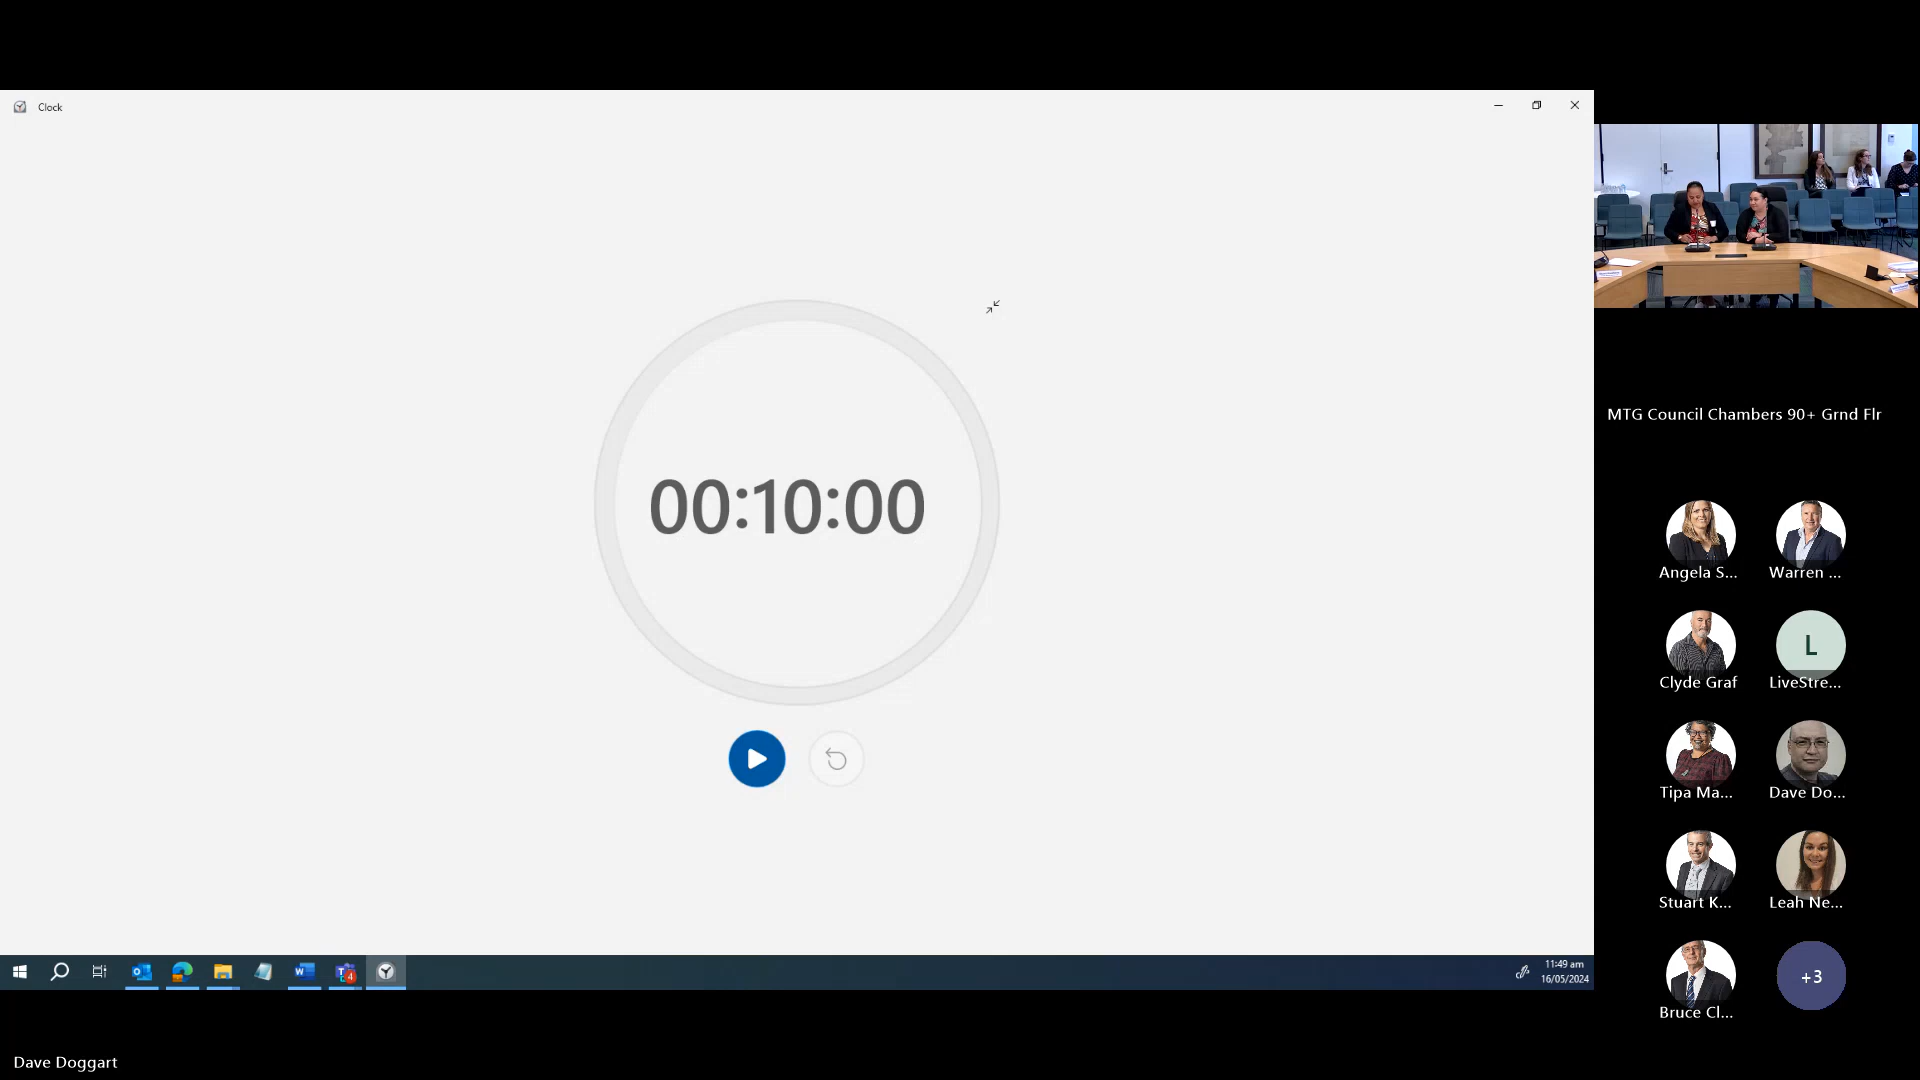 Clock
00:10:00
11:49 am
16/05/2024
MTG Council Chambers 90+ Grnd Flr
Angela S...
Warren ...
Clyde Graf
L
LiveStre...
Tipa Ma...
Dave Do...
Stuart K...
Leah Ne...
Bruce Cl...
+3
4
Dave Doggart